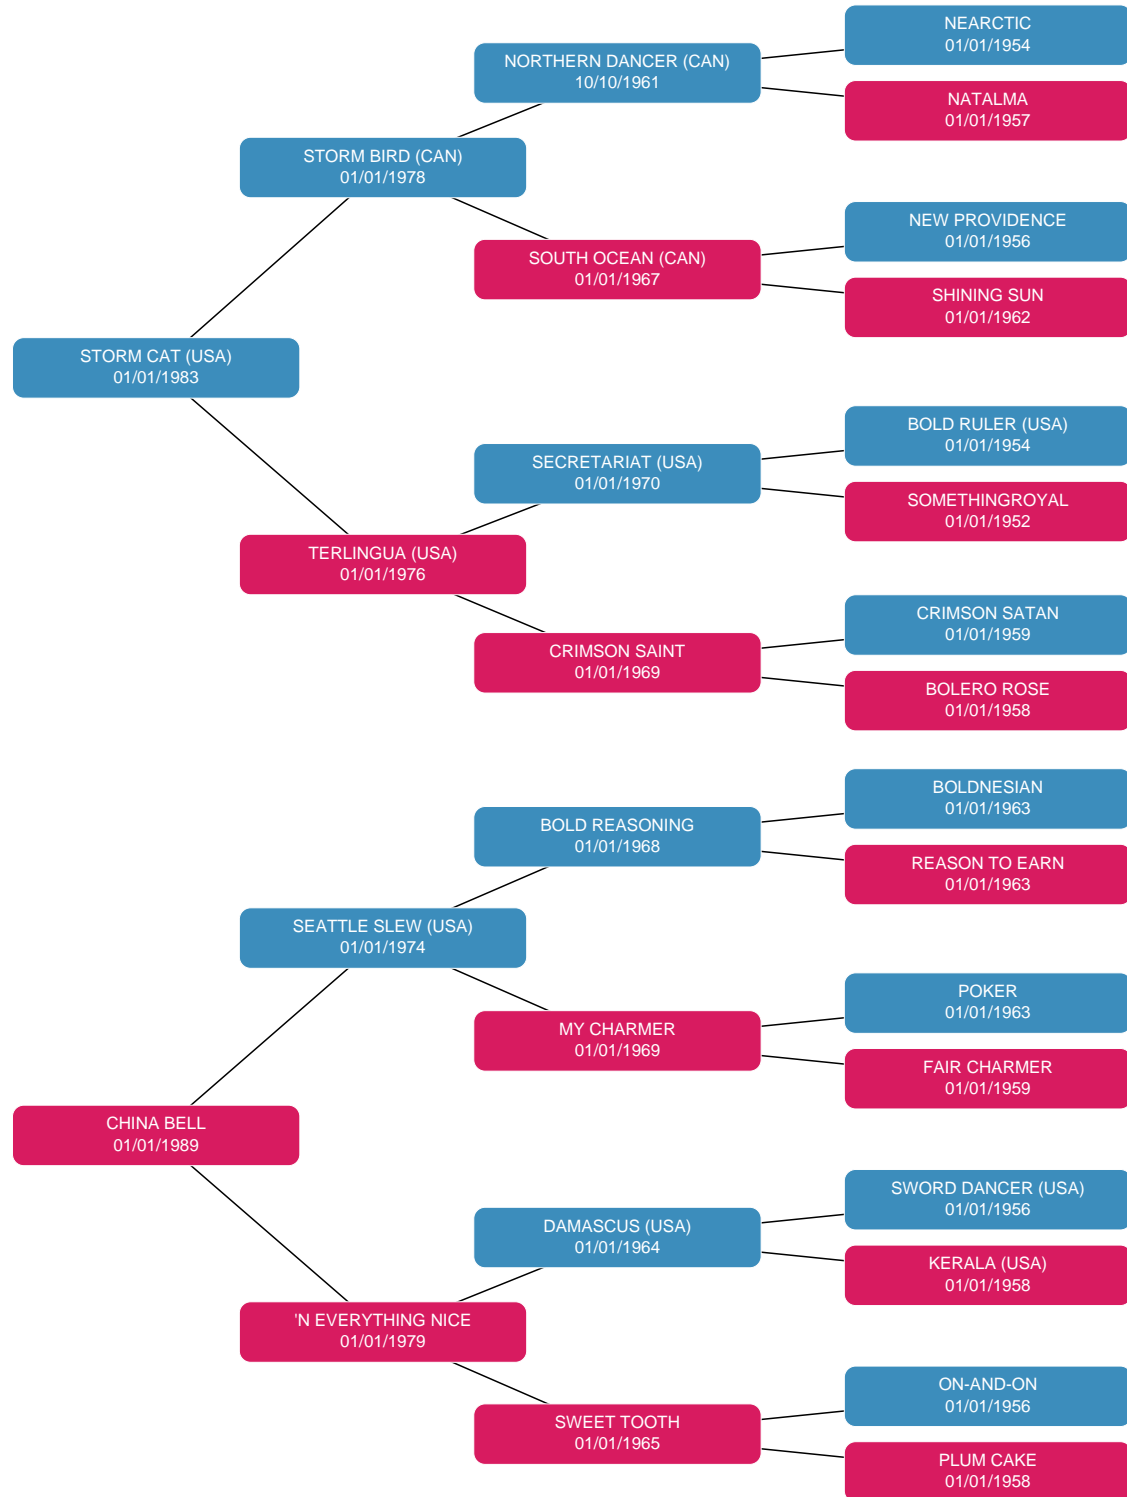 NEARCTIC
01/01/1954
NORTHERN DANCER (CAN)
10/10/1961
NATALMA
01/01/1957
STORM BIRD (CAN)
01/01/1978
NEW PROVIDENCE
01/01/1956
SOUTH OCEAN (CAN)
01/01/1967
SHINING SUN
01/01/1962
STORM CAT (USA)
01/01/1983
BOLD RULER (USA)
01/01/1954
SECRETARIAT (USA)
01/01/1970
SOMETHINGROYAL
01/01/1952
TERLINGUA (USA)
01/01/1976
CRIMSON SATAN
01/01/1959
CRIMSON SAINT
01/01/1969
BOLERO ROSE
01/01/1958
BOLDNESIAN
01/01/1963
BOLD REASONING
01/01/1968
REASON TO EARN
01/01/1963
SEATTLE SLEW (USA)
01/01/1974
POKER
01/01/1963
MY CHARMER
01/01/1969
FAIR CHARMER
01/01/1959
CHINA BELL
01/01/1989
SWORD DANCER (USA)
01/01/1956
DAMASCUS (USA)
01/01/1964
KERALA (USA)
01/01/1958
'N EVERYTHING NICE
01/01/1979
ON-AND-ON
01/01/1956
SWEET TOOTH
01/01/1965
PLUM CAKE
01/01/1958